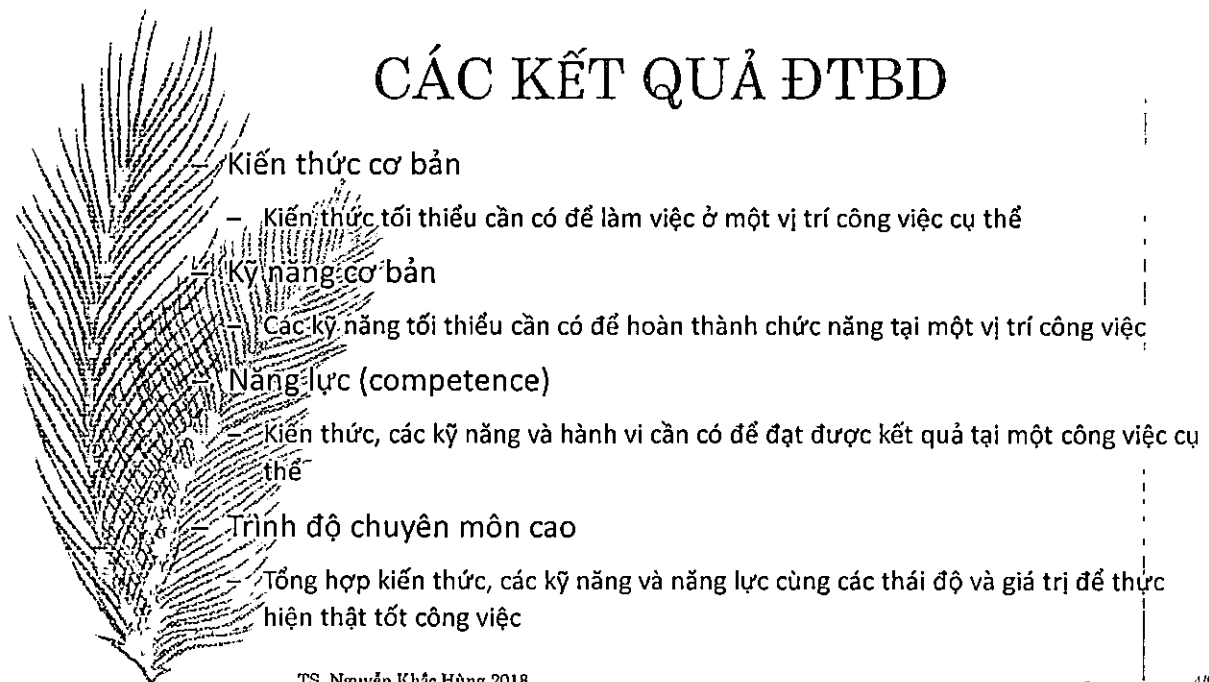 CÁC KẾT QUẢ ĐTBD
– Kiến thức cơ bản
– Kiến thức tối thiểu cần có để làm việc ở một vị trí công việc cụ thể
– Kỹ năng cơ bản
– Các kỹ năng tối thiểu cần có để hoàn thành chức năng tại một vị trí công việc
– Năng lực (competence)
– Kiến thức, các kỹ năng và hành vi cần có để đạt được kết quả tại một công việc cụ
thể
– Trình độ chuyên môn cao
– Tổng hợp kiến thức, các kỹ năng và năng lực cùng các thái độ và giá trị để thực
hiện thật tốt công việc
TS. Nguyễn Khắc Hùng 2018